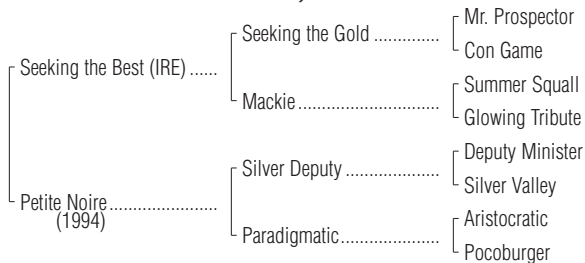 Mr. Prospector
Seeking the Gold ..............
Con Game
Seeking the Best (IRE) ......
Summer Squall
Mackie .............................
Glowing Tribute
Deputy Minister
Silver Deputy ....................
Silver Valley
Petite Noire .......................
(1994)
Aristocratic
Paradigmatic .....................
Pocoburger